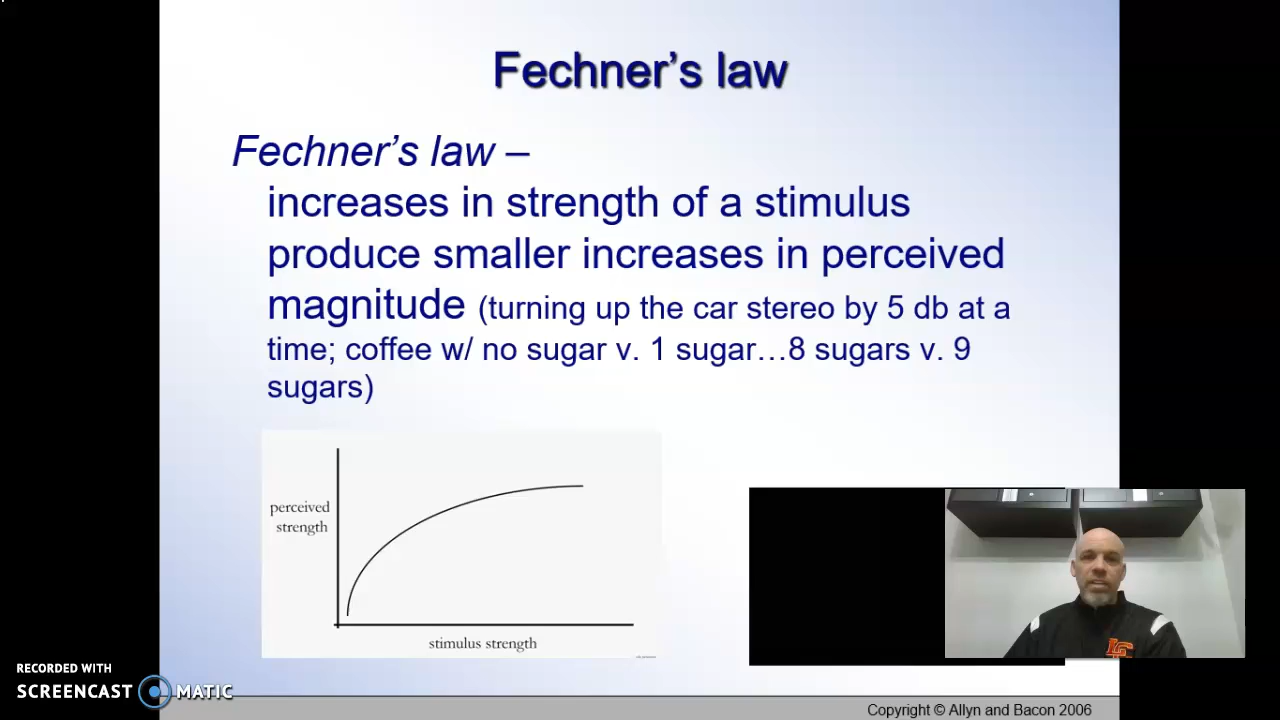 Fechner's law
Fechner's law –
increases in strength of a stimulus
produce smaller increases in perceived
magnitude (turning up the car stereo by 5 db at a
time; coffee w/ no sugar v. 1 sugar…8 sugars v. 9
sugars)
perceived
strength
stimulus strength
RECORDED WITH
SCREENCAST MATIC
Copyright © Allyn and Bacon 2006